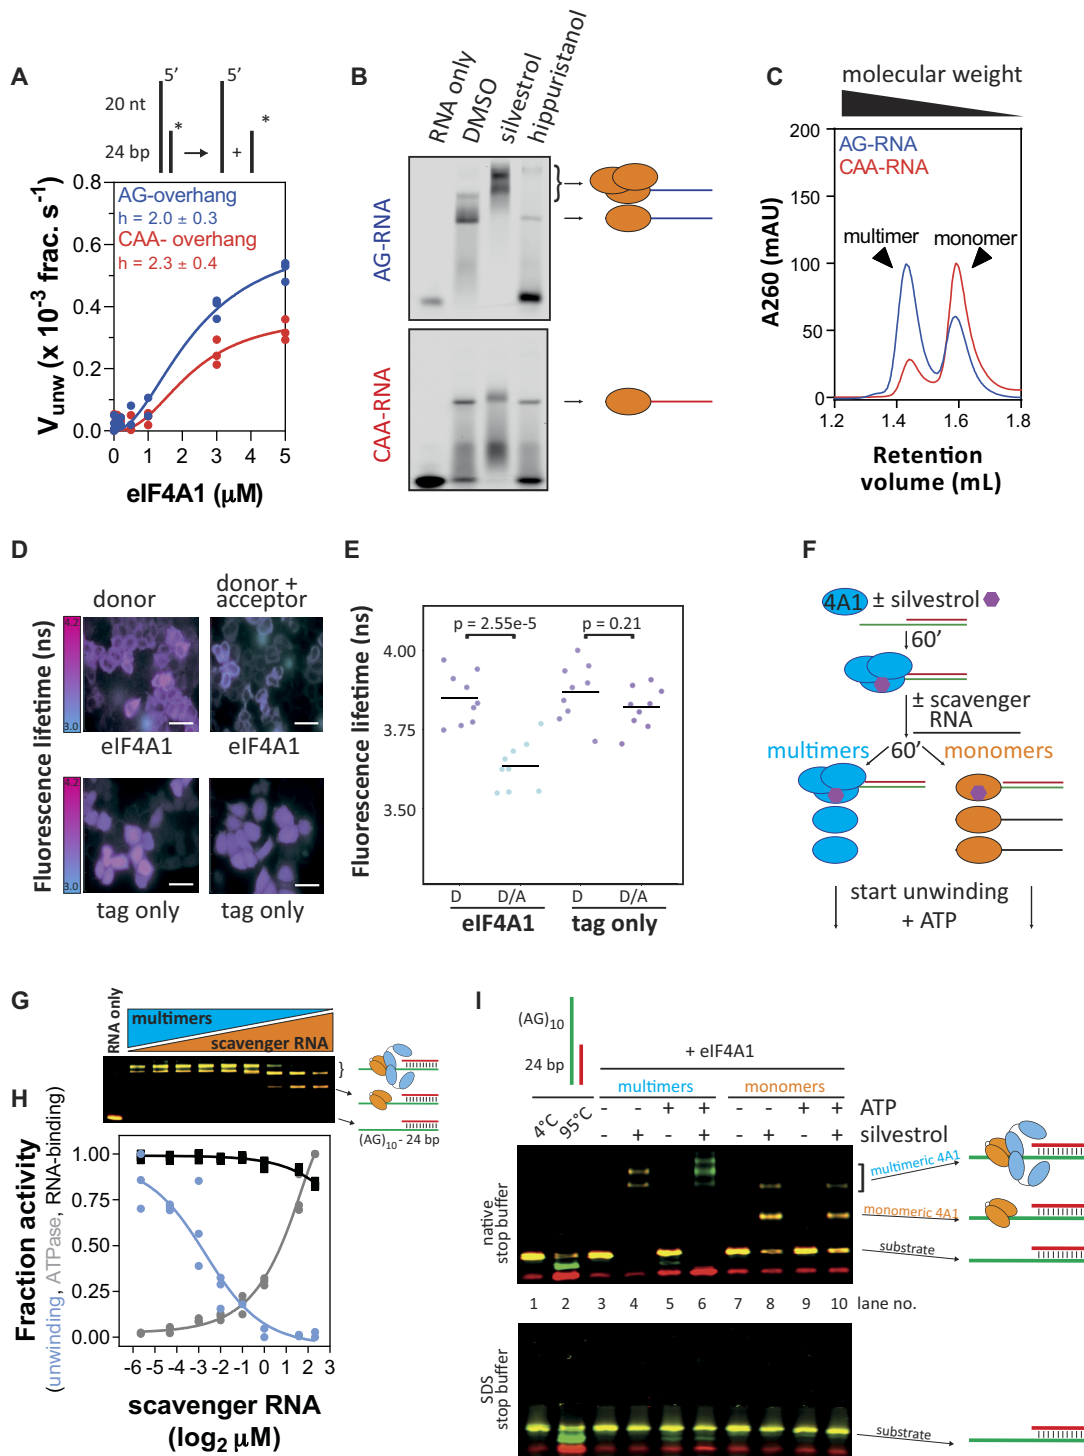 A
5’
5’
20 nt
*
*
24 bp
+
0.8
0.6
0.4
0.2
0.0
AG-overhang
h = 2.0 ± 0.3
CAA- overhang
h = 2.3 ± 0.4
Vunw (x 10⁻³ frac. s⁻¹)
0 1 3 4 5
eIF4A1 (μM)
B
RNA only
DMSO
silvestrol
hippuristanol
AG-RNA
}
CAA-RNA
C
molecular weight
200
150
100
50
0
AG-RNA
CAA-RNA
multimer
monomer
A260 (mAU)
1.2 1.4 1.6 1.8
Retention
volume (mL)
D
donor
donor +
acceptor
Fluorescence lifetime (ns)
4.2
3.0
eIF4A1
eIF4A1
4.2
3.0
tag only
tag only
E
Fluorescence lifetime (ns)
p = 2.55e-5
p = 0.21
4.00
3.75
3.50
D D/A D D/A
eIF4A1 tag only
F
4A1 ± silvestrol
60’
± scavenger
RNA
multimers 60’ monomers
start unwinding
+ ATP
G
RNA only
multimers
scavenger RNA
}
(AG)₁₀ - 24 bp
H
Fraction activity
(unwinding, ATPase, RNA-binding)
1.00
0.75
0.50
0.25
0.00
-6 -5 -4 -3 -2 -1 0 1 2 3
scavenger RNA
(log₂ μM)
I
(AG)₁₀
24 bp
+ eIF4A1
multimers
monomers
4°C
95°C
- - + + - - + + ATP
- + - + - + - + silvestrol
native
stop buffer
]
multimeric 4A1
monomeric 4A1
substrate
1 2 3 4 5 6 7 8 9 10 lane no.
SDS
stop buffer
substrate